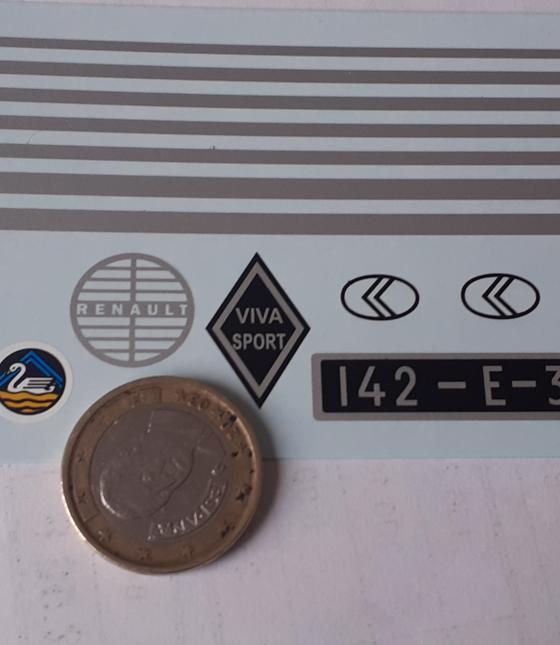 RENAULT
VIVA
SPORT
142 - E - 3
ESPAÑA